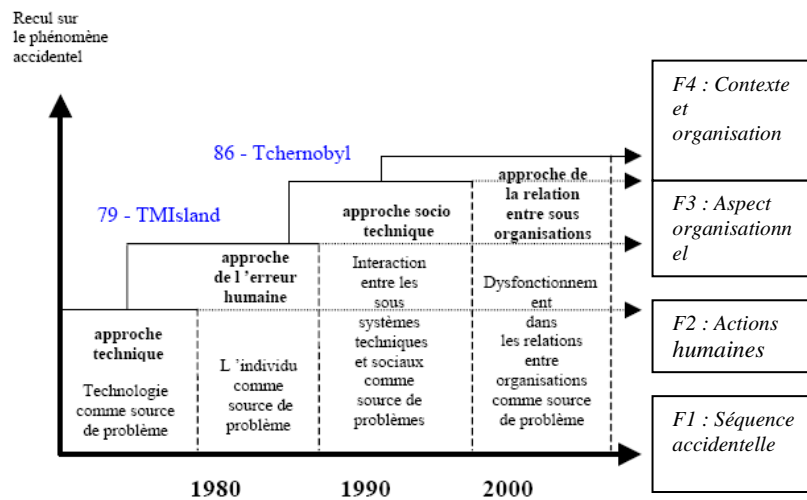 Recul sur
le phénomène
accidentel
86 - Tchernobyl
79 - TMIsland
approche
technique
Technologie
comme source
de problème
approche
de l 'erreur
humaine
L 'individu
comme
source de
problème
approche socio
technique
Interaction
entre les
sous
systèmes
techniques
et sociaux
comme
source de
problèmes
approche de
la relation
entre sous
organisations
Dysfonctionnem
ent
dans
les relations
entre
organisations
comme source
de problème
F4 : Contexte
et
organisation
F3 : Aspect
organisationn
el
F2 : Actions
humaines
F1 : Séquence
accidentelle
1980
1990
2000